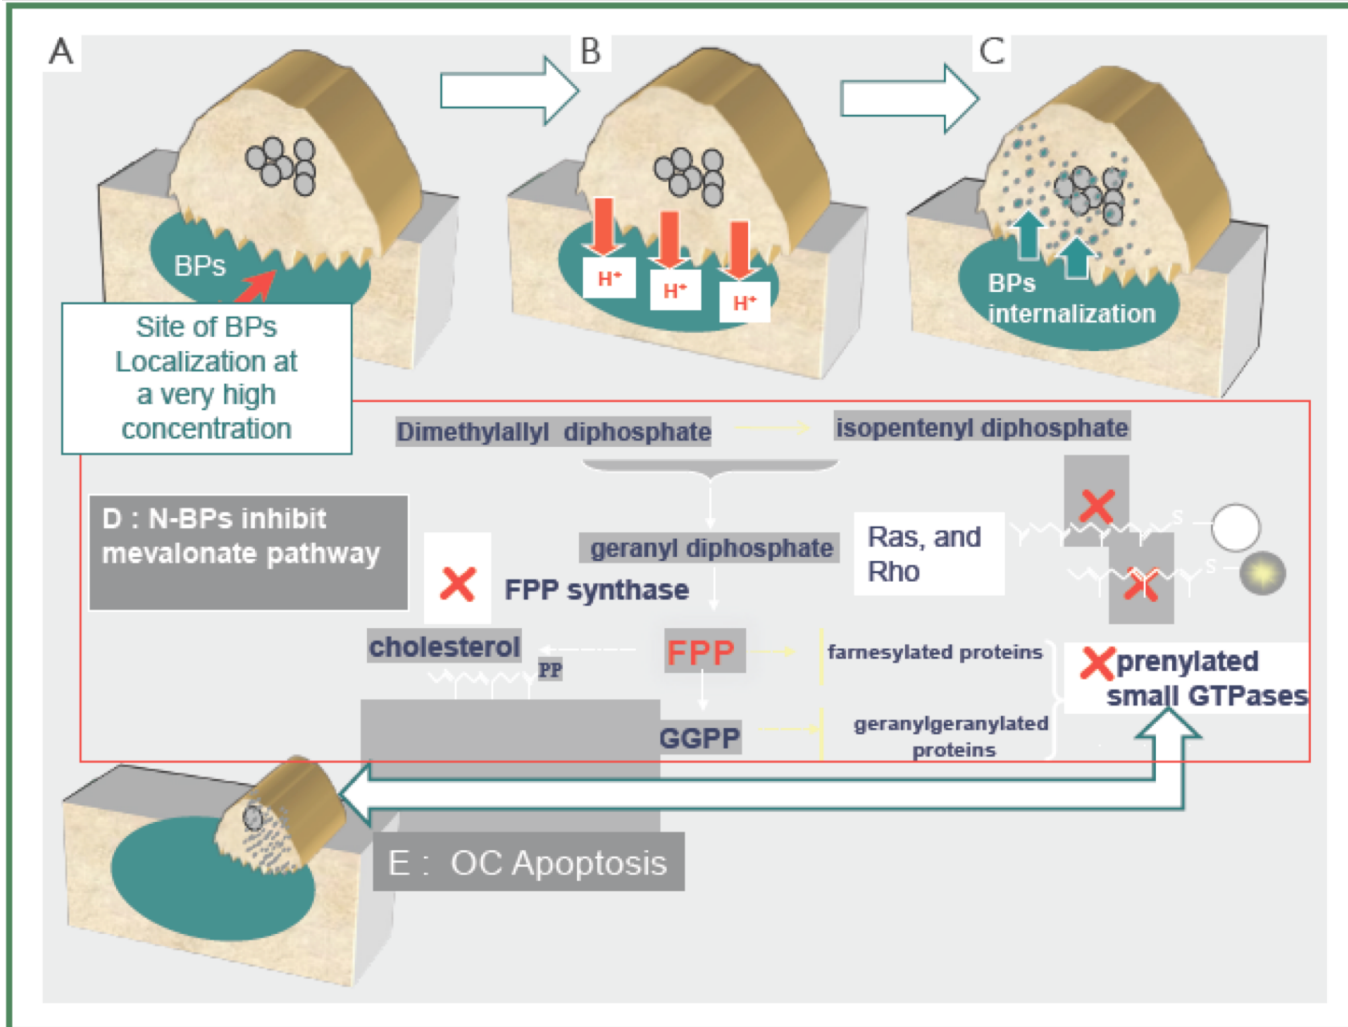 A
B
C
BPs
H+
H+
H+
BPs
internalization
Site of BPs
Localization at
a very high
concentration
Dimethylallyl diphosphate
isopentenyl diphosphate
D : N-BPs inhibit
mevalonate pathway
geranyl diphosphate
Ras, and
Rho
S
S
FPP synthase
cholesterol
PP
FPP
farnesylated proteins
prenylated
small GTPases
GGPP
geranylgeranylated
proteins
E : OC Apoptosis